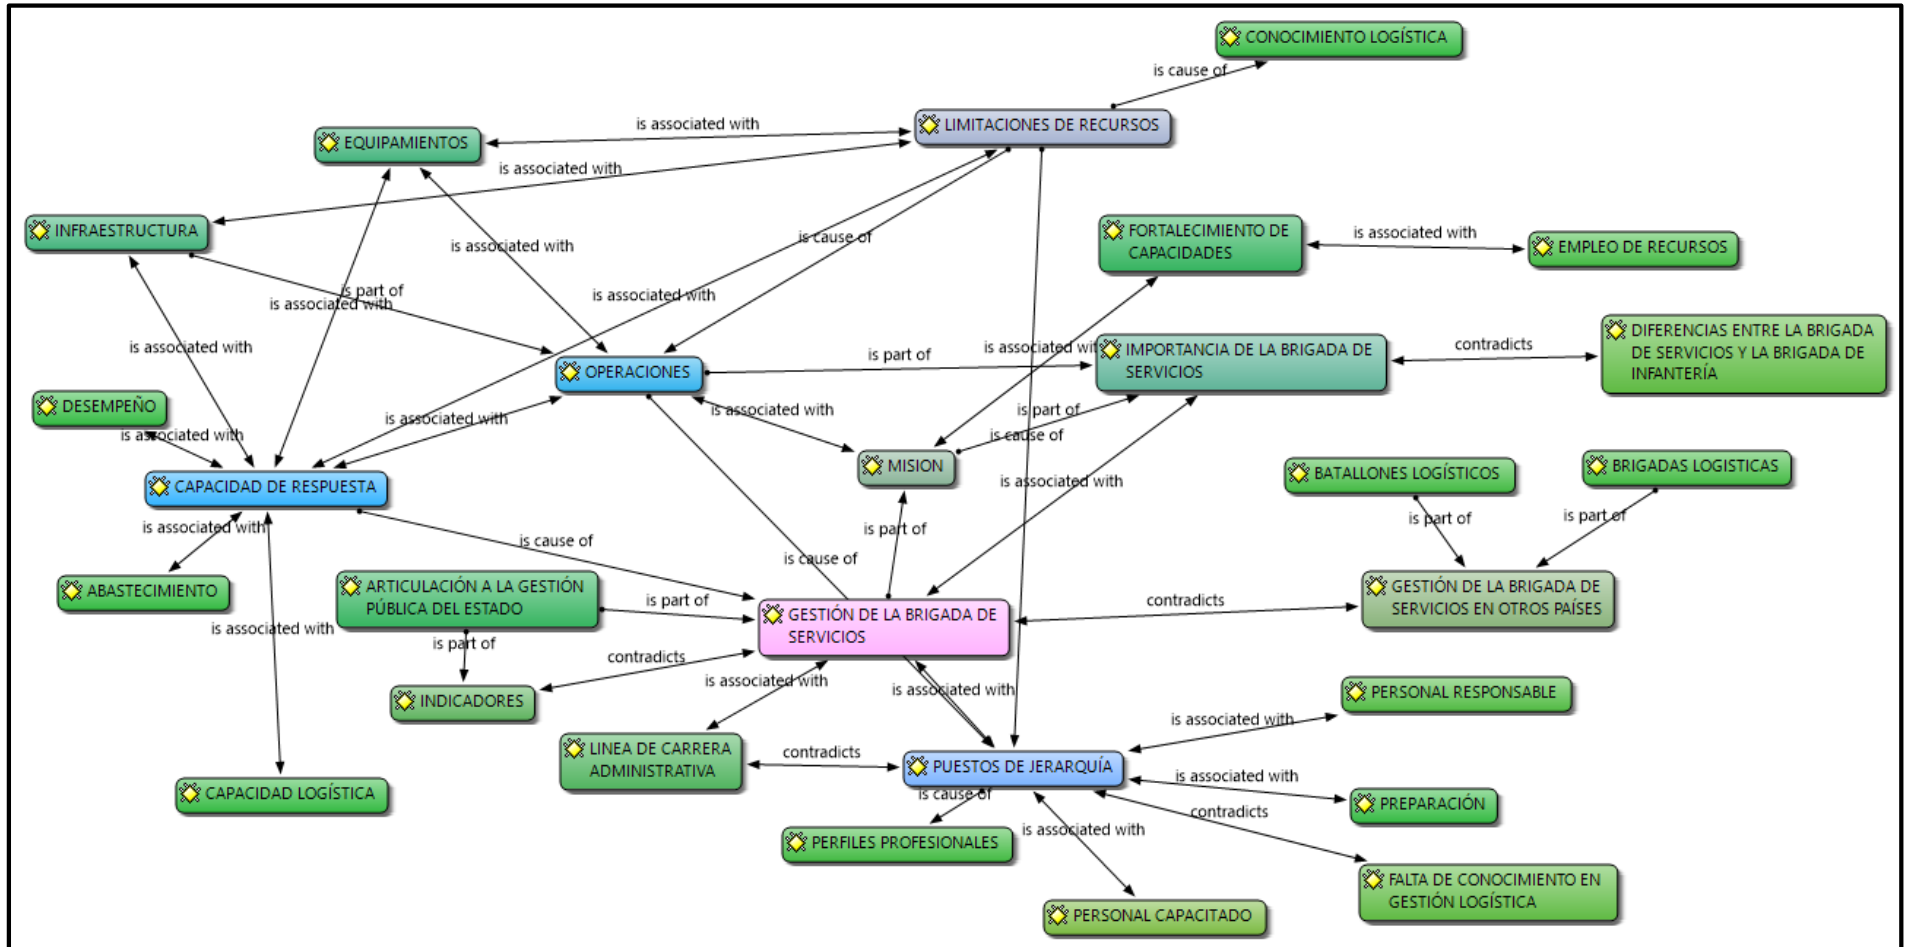 CONOCIMIENTO LOGÍSTICA
is cause of
LIMITACIONES DE RECURSOS
is associated with
EQUIPAMIENTOS
is associated with
INFRAESTRUCTURA
FORTALECIMIENTO DE
CAPACIDADES
is associated with
EMPLEO DE RECURSOS
is associated with
is cause of
is part of
is associated with
is associated with
is associated with
OPERACIONES
is part of
is associated with
IMPORTANCIA DE LA BRIGADA DE
SERVICIOS
contradicts
DIFERENCIAS ENTRE LA BRIGADA
DE SERVICIOS Y LA BRIGADA DE
INFANTERÍA
DESEMPEÑO
is associated with
is associated with
is associated with
is part of
is cause of
MISION
is associated with
BATALLONES LOGÍSTICOS
BRIGADAS LOGISTICAS
CAPACIDAD DE RESPUESTA
is associated with
is cause of
is part of
is part of
is part of
is cause of
ABASTECIMIENTO
ARTICULACIÓN A LA GESTIÓN
PÚBLICA DEL ESTADO
is part of
GESTIÓN DE LA BRIGADA DE
SERVICIOS
contradicts
GESTIÓN DE LA BRIGADA DE
SERVICIOS EN OTROS PAÍSES
is associated with
is part of
contradicts
is associated with
is associated with
INDICADORES
PERSONAL RESPONSABLE
is associated with
LINEA DE CARRERA
ADMINISTRATIVA
contradicts
PUESTOS DE JERARQUÍA
is associated with
CAPACIDAD LOGÍSTICA
is cause of
PREPARACIÓN
contradicts
is associated with
PERFILES PROFESIONALES
FALTA DE CONOCIMIENTO EN
GESTIÓN LOGÍSTICA
PERSONAL CAPACITADO